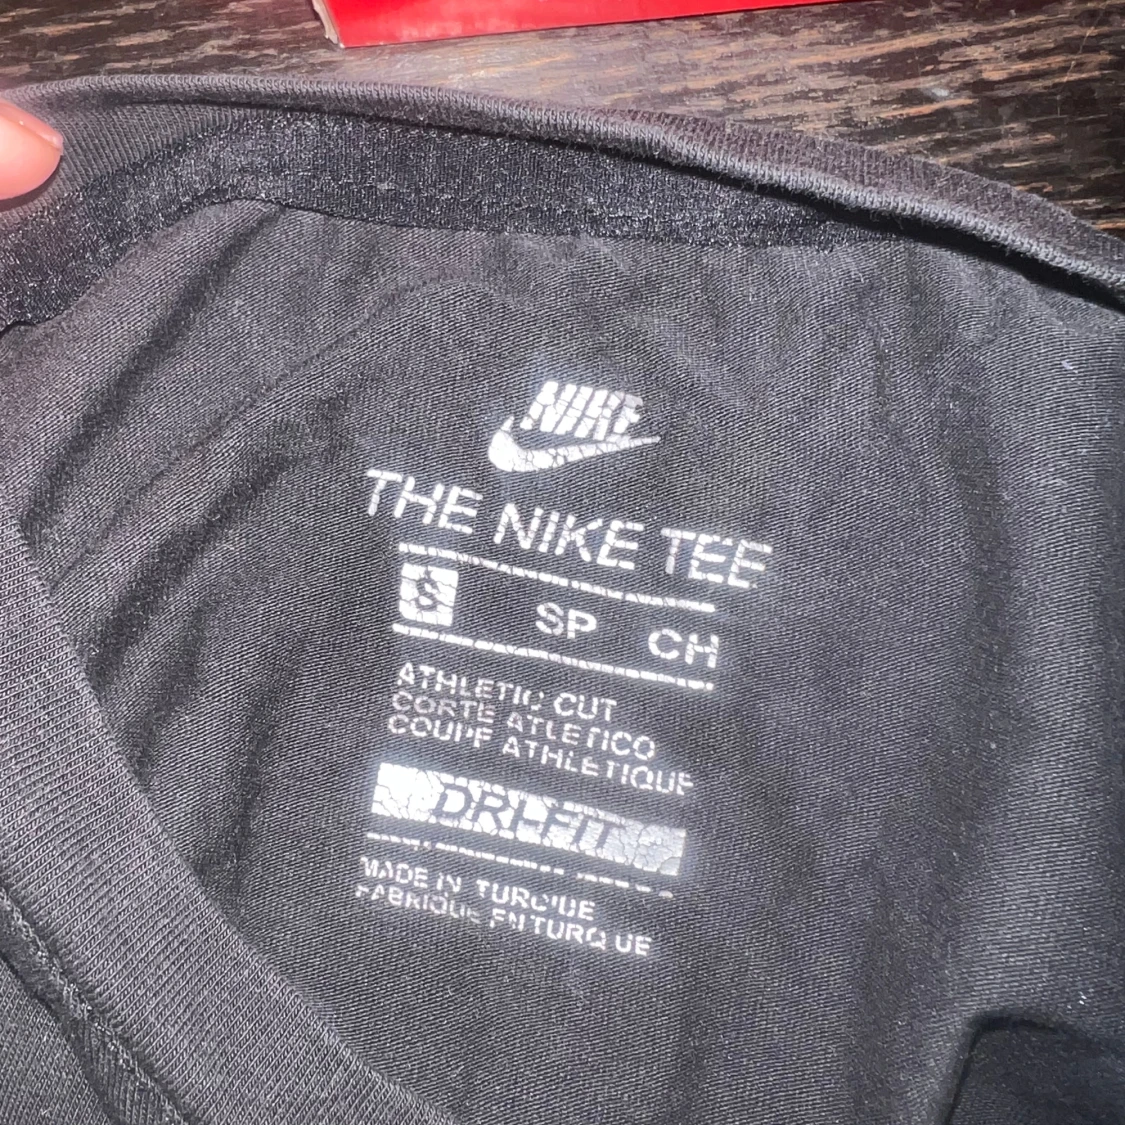 NIKE
THE NIKE TEE
S SP CH
ATHLETIC CUT
CORTE ATLETICO
COUPE ATHLETIQUE
DRI-FIT
MADE IN TURQUIE
FABRIQUE EN TURQUIE